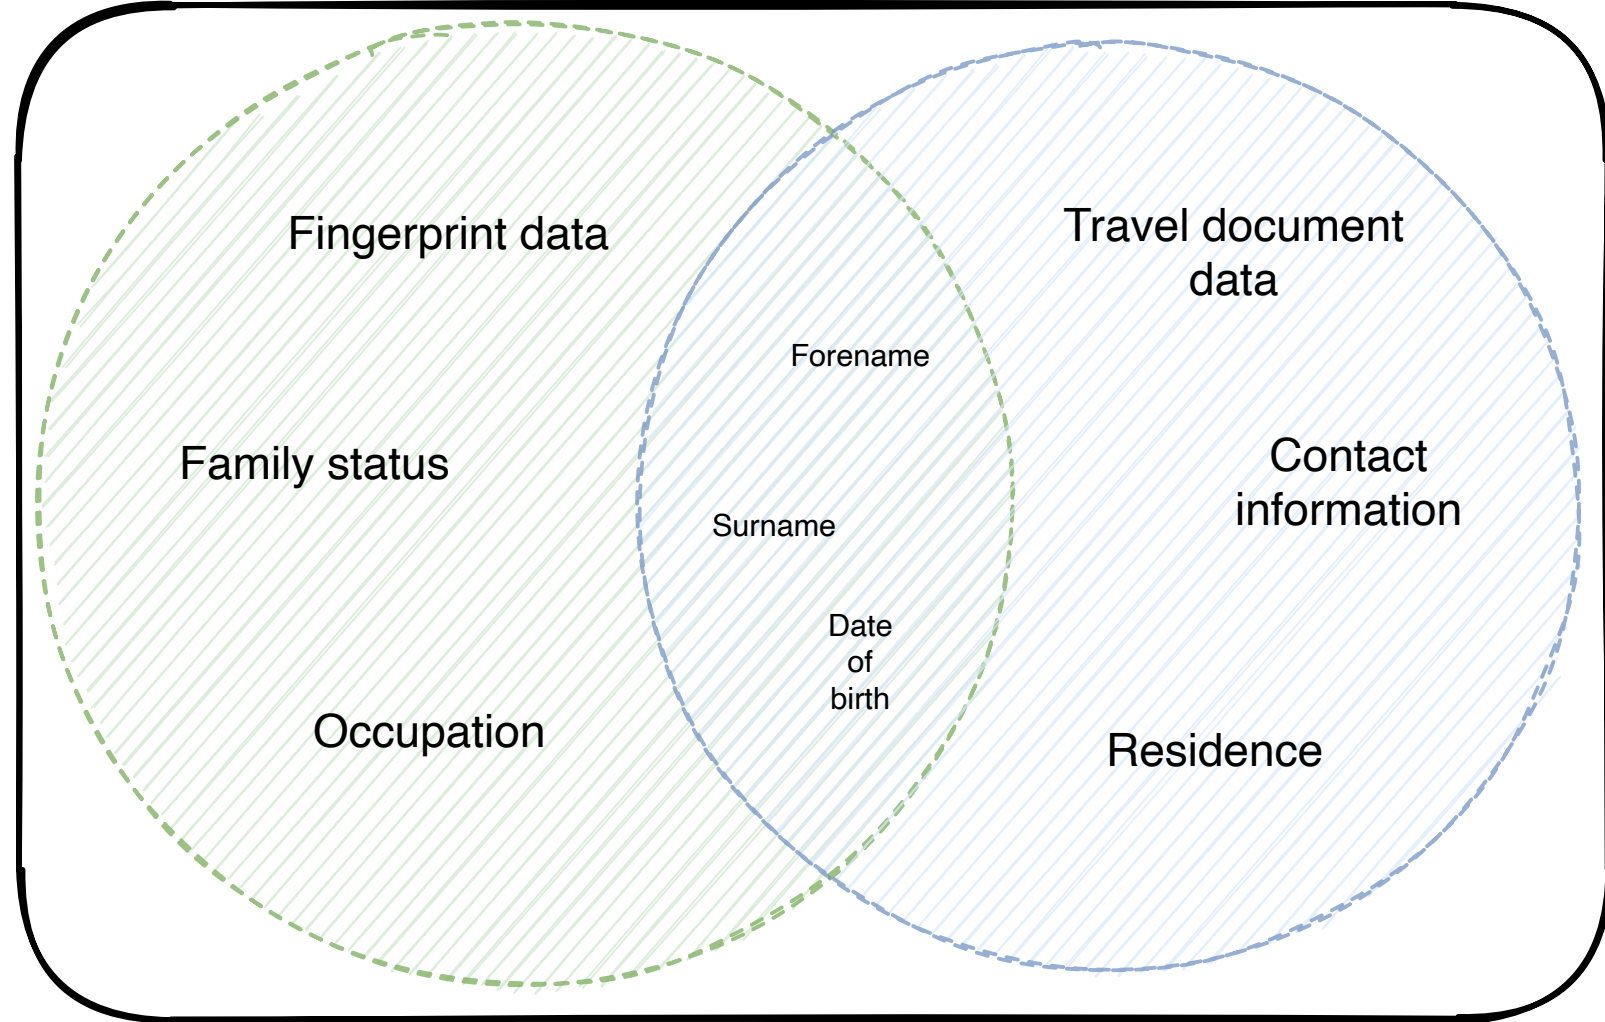 Fingerprint data
Family status
Occupation
Forename
Surname
Date
of
birth
Travel document
data
Contact
information
Residence